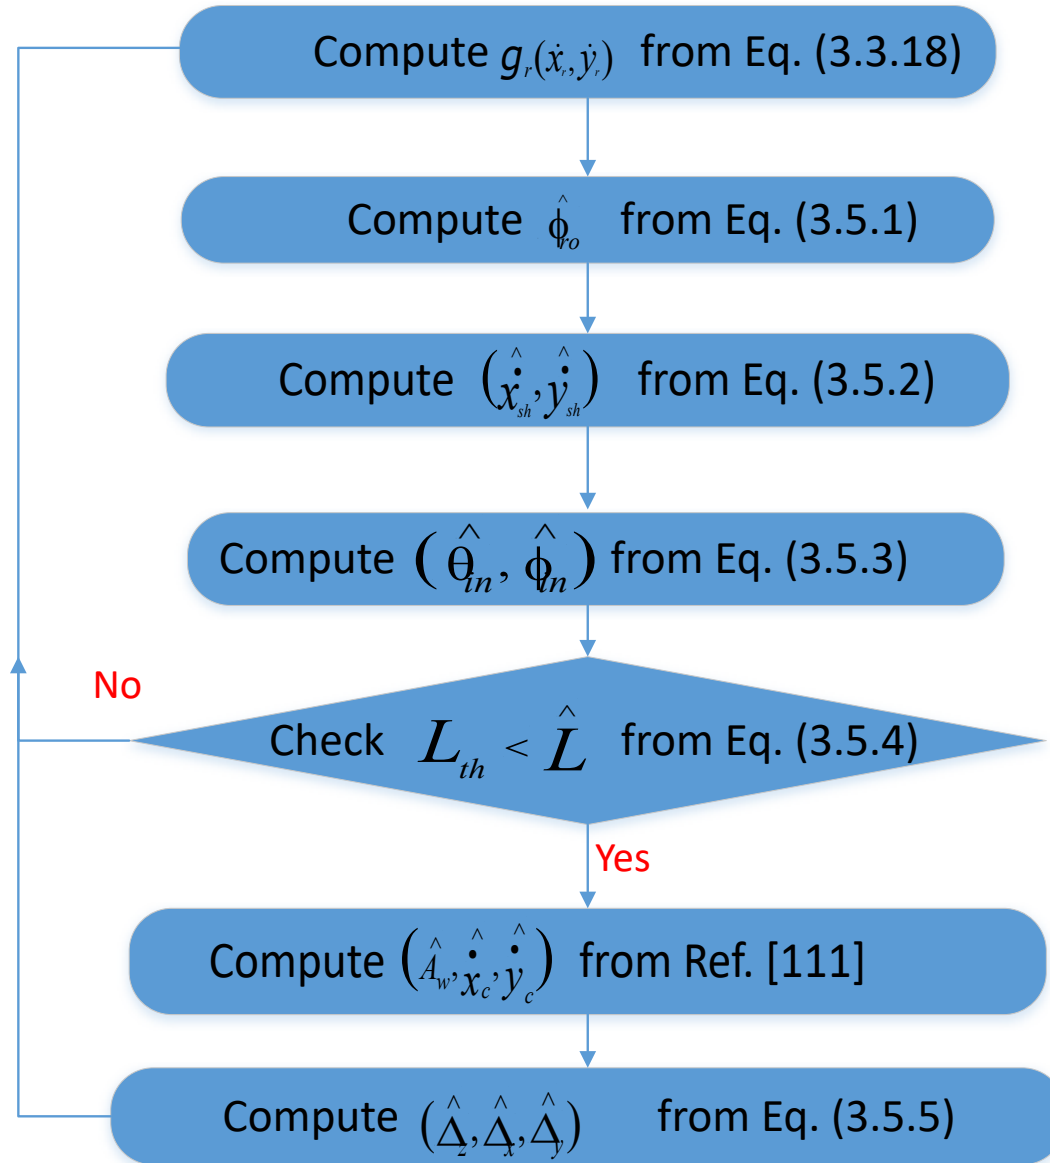 Compute g_r(ẋ_r, ẏ_r) from Eq. (3.3.18)
Compute ϕ̂_ro from Eq. (3.5.1)
Compute (ẋ̂_sh, ẏ̂_sh) from Eq. (3.5.2)
Compute (θ̂_in, ϕ̂_in) from Eq. (3.5.3)
No
Check L_th < L̂ from Eq. (3.5.4)
Yes
Compute (Â_w, ẋ̂_c, ẏ̂_c) from Ref. [111]
Compute (Δ̂_z, Δ̂_x, Δ̂_y) from Eq. (3.5.5)